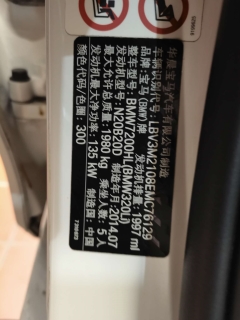 华晨宝马汽车有限公司制造
车辆识别代号: LBV3M2108EMC76129
品牌: 宝马 (BMW) 牌 发动机排量: 1997 ml
整车型号: BMW7200HL (BMW320Li)
发动机型号: N20B20D 制造年月: 2014.07
最大允许总质量: 1980 kg 乘坐人数: 5人
发动机最大净功率: 135 kW 制造国: 中国
颜色代码/色圈: 300